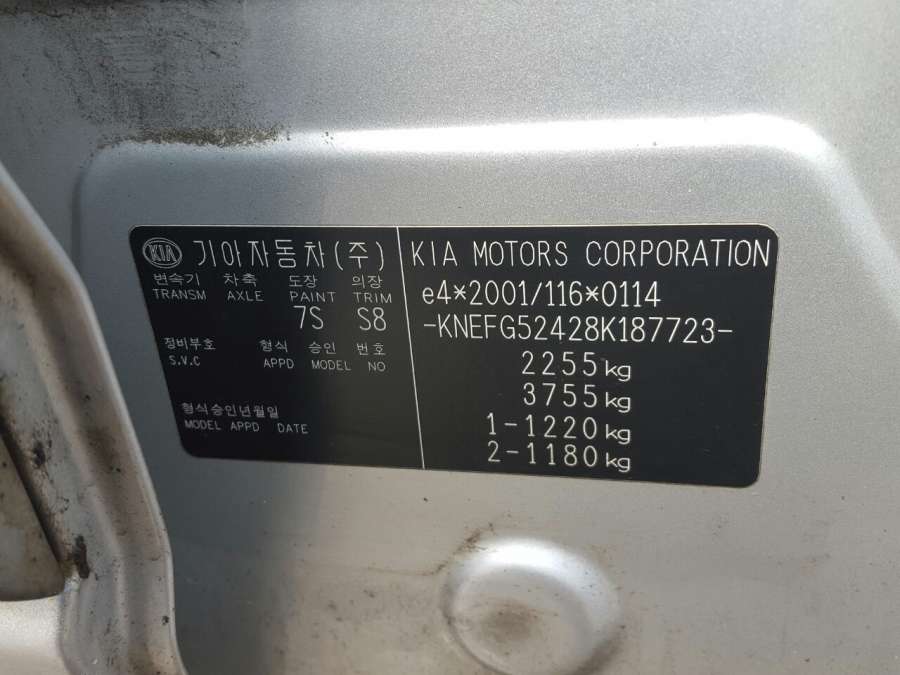 KIA 기아자동차(주)
변속기 차축 도장 의장
TRANSM AXLE PAINT TRIM
7S S8
정비부호 형식 승인 번호
S.V.C APPD MODEL NO
형식승인년월일
MODEL APPD DATE
KIA MOTORS CORPORATION
e4*2001/116*0114
-KNEFG52428K187723-
2255kg
3755kg
1-1220kg
2-1180kg